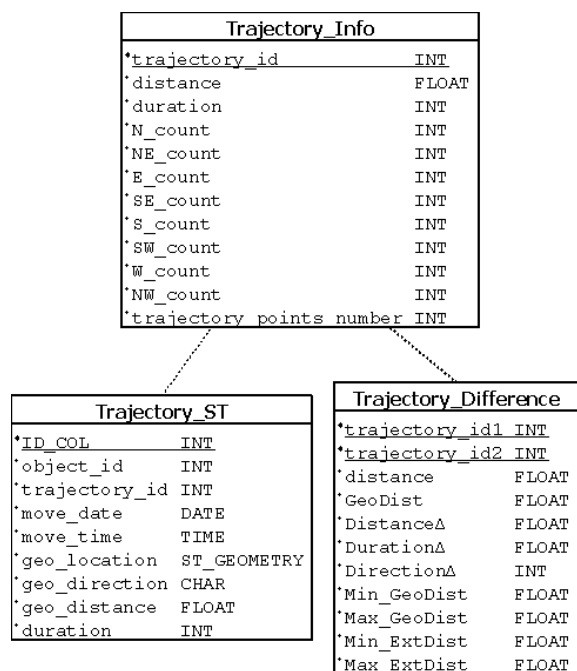 Trajectory_Info
trajectory_id INT
distance FLOAT
duration INT
N_count INT
NE_count INT
E_count INT
SE_count INT
S_count INT
SW_count INT
W_count INT
NW_count INT
trajectory_points_number INT
Trajectory_ST
ID_COL INT
object_id INT
trajectory_id INT
move_date DATE
move_time TIME
geo_location ST_GEOMETRY
geo_direction CHAR
geo_distance FLOAT
duration INT
Trajectory_Difference
trajectory_id1 INT
trajectory_id2 INT
distance FLOAT
GeoDist FLOAT
DistanceΔ FLOAT
DurationΔ FLOAT
DirectionΔ INT
Min_GeoDist FLOAT
Max_GeoDist FLOAT
Min_ExtDist FLOAT
Max_ExtDist FLOAT